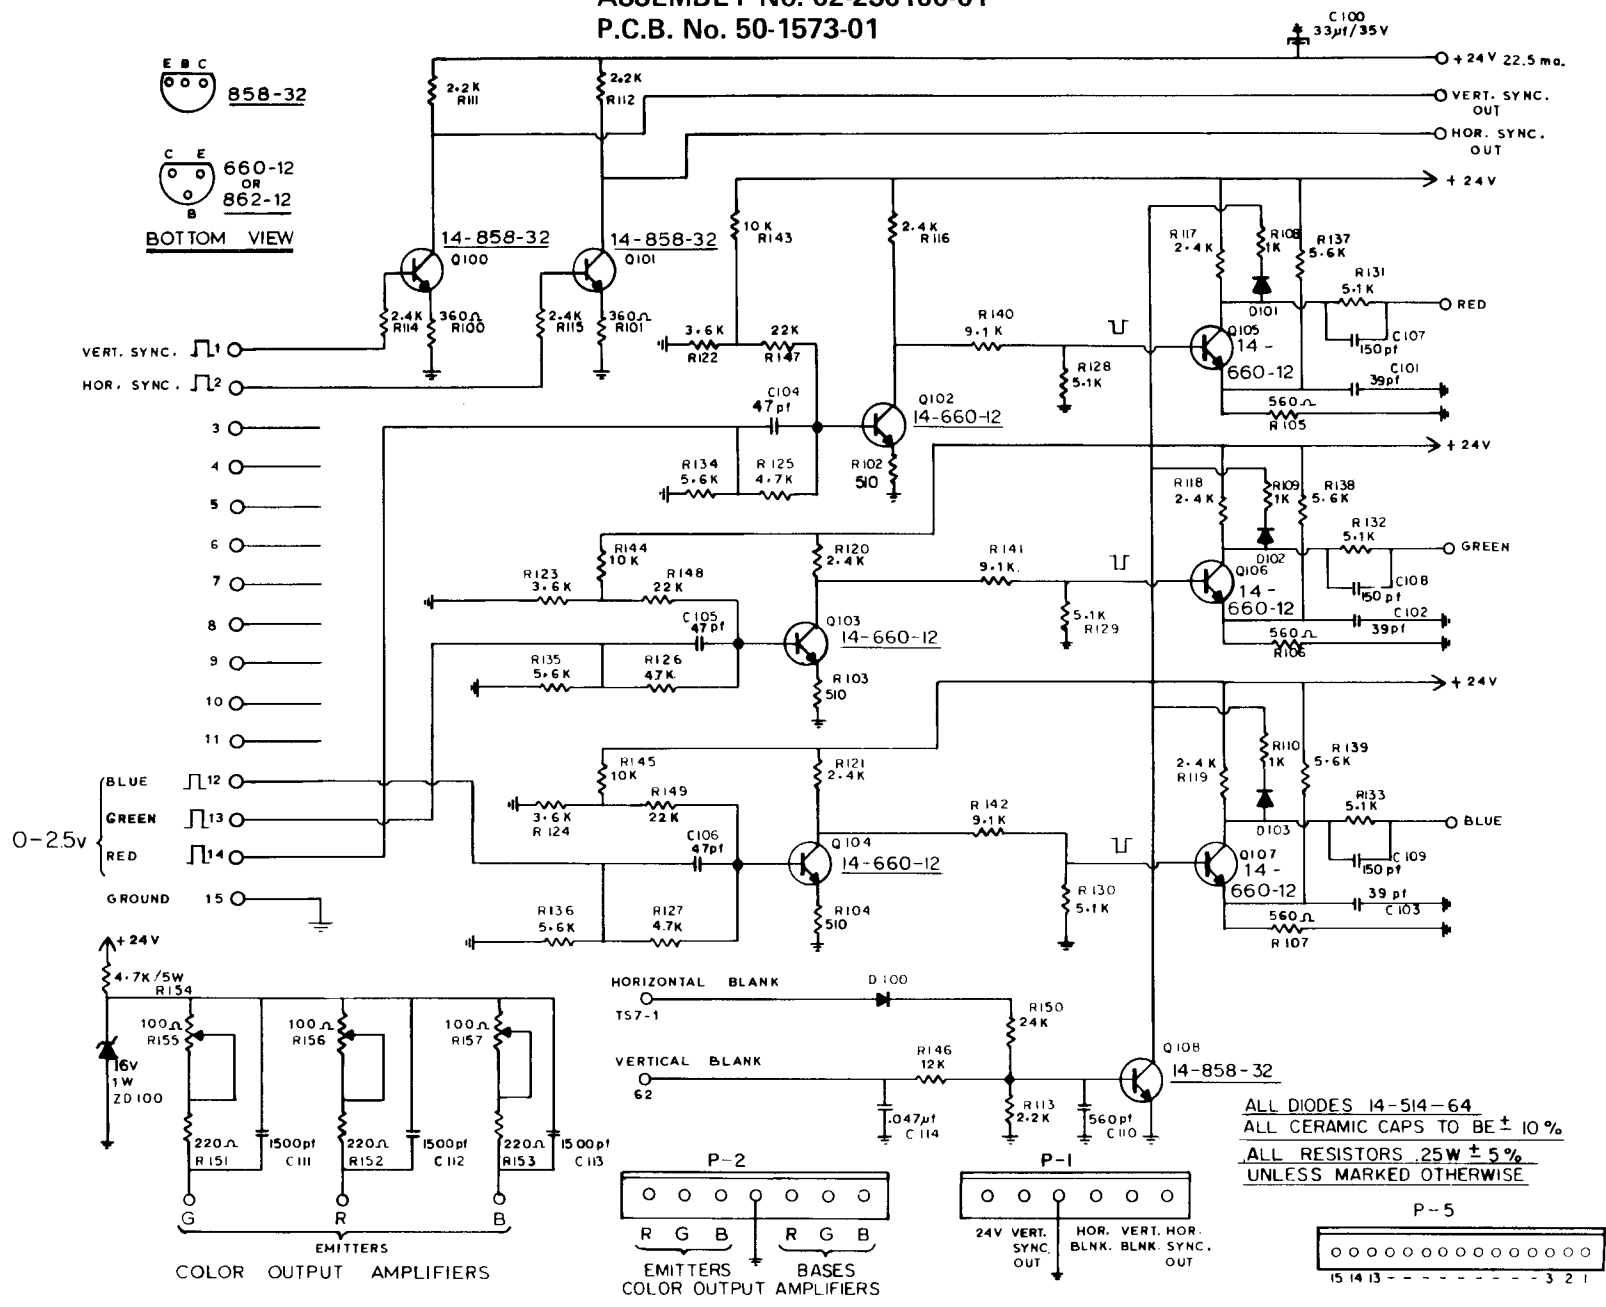 ASSEMBLY No. 02-230100-01
P.C.B. No. 50-1573-01
C100
33µf/35V
+24V 22.5 ma.
VERT. SYNC.
OUT
HOR. SYNC.
OUT
+ 24V
E B C
858-32
C E
660-12
OR
862-12
B
BOTTOM VIEW
2.2K
R111
2.2K
R112
14-858-32
Q100
14-858-32
Q101
2.4K
R114
360Ω
R100
2.4K
R115
360Ω
R101
VERT. SYNC. 1
HOR. SYNC. 2
3
4
5
6
7
8
9
10
11
BLUE 12
GREEN 13
RED 14
0-2.5v
GROUND 15
10K
R143
2.4K
R116
3.6K
R122
22K
R147
C104
47pf
Q102
14-660-12
R134
5.6K
R125
4.7K
R102
510
R140
9.1K
R128
5.1K
R117
2.4K
R108
1K
R137
5.6K
D101
R131
5.1K
RED
C107
150pf
Q105
14-
660-12
C101
39pf
560Ω
R105
+ 24V
R144
10K
R123
3.6K
R148
22K
R120
2.4K
C105
47pf
Q103
14-660-12
R135
5.6K
R126
47K
R103
510
R141
9.1K.
5.1K
R129
R118
2.4K
R109
1K
R138
5.6K
D102
R132
5.1K
GREEN
C108
150pf
Q106
14-
660-12
C102
39pf
560Ω
R106
+ 24V
R145
10K
3.6K
R124
R149
22K
R121
2.4K
C106
47pf
Q104
14-660-12
R136
5.6K
R127
4.7K
R104
510
R142
9.1K
R130
5.1K
2.4K
R119
R110
1K
R139
5.6K
D103
R133
5.1K
BLUE
C109
150pf
Q107
14-
660-12
39pf
C103
560Ω
R107
+24V
4.7K/5W
R154
16V
1W
ZD100
100Ω
R155
100Ω
R156
100Ω
R157
220Ω
R151
1500pf
C111
220Ω
R152
1500pf
C112
220Ω
R153
1500pf
C113
G R B
EMITTERS
COLOR OUTPUT AMPLIFIERS
HORIZONTAL BLANK
TS7-1
D100
R150
24K
VERTICAL BLANK
62
R146
12K
.047µf
C114
R113
2.2K
560pf
C110
Q108
14-858-32
P-2
R G B R G B
EMITTERS BASES
COLOR OUTPUT AMPLIFIERS
P-1
24V VERT. HOR. VERT. HOR.
SYNC. BLNK. BLNK. SYNC.
OUT OUT
ALL DIODES 14-514-64
ALL CERAMIC CAPS TO BE ± 10%
ALL RESISTORS .25W ± 5%
UNLESS MARKED OTHERWISE
P-5
15 14 13 - - - - - - - - - 3 2 1